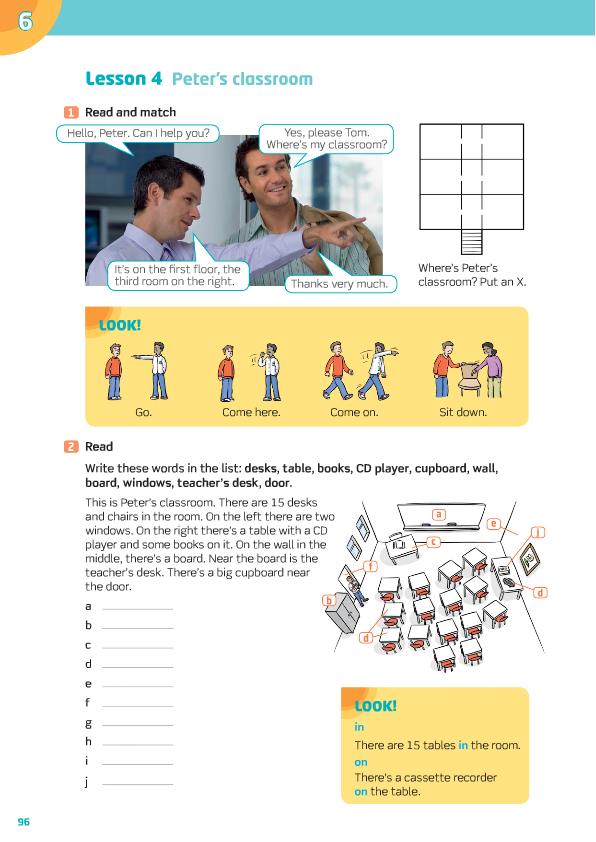 6
Lesson 4 Peter's classroom
1 Read and match
Hello, Peter. Can I help you?
Yes, please Tom.
Where's my classroom?
It's on the first floor, the
third room on the right.
Thanks very much.
Where's Peter's
classroom? Put an X.
LOOK!
Go.
Come here.
Come on.
Sit down.
2 Read
Write these words in the list: desks, table, books, CD player, cupboard, wall,
board, windows, teacher's desk, door.
This is Peter's classroom. There are 15 desks
and chairs in the room. On the left there are two
windows. On the right there's a table with a CD
player and some books on it. On the wall in the
middle, there's a board. Near the board is the
teacher's desk. There's a big cupboard near
the door.
a
b
c
d
e
f
g
h
i
j
a
e
j
c
f
d
b
d
LOOK!
in
There are 15 tables in the room.
on
There's a cassette recorder
on the table.
96